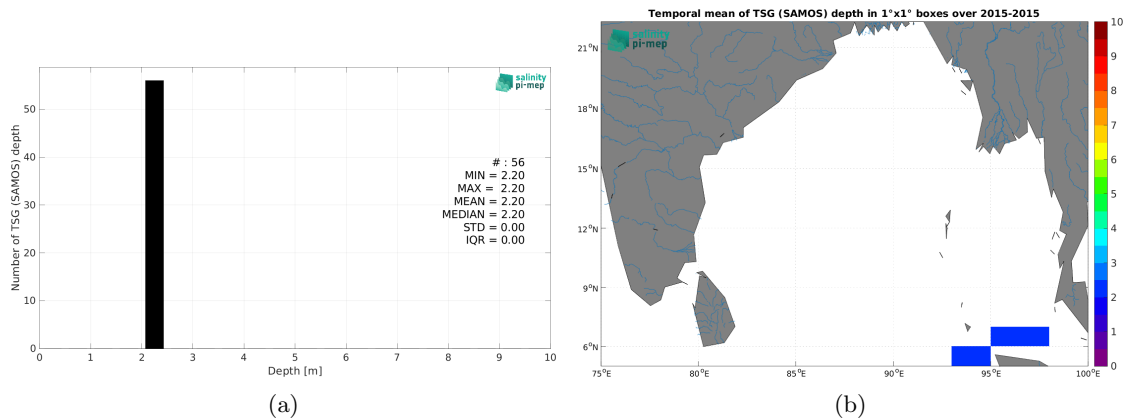 salinity
pi-mep
Number of TSG (SAMOS) depth
50
40
30
20
10
0
# : 56
MIN = 2.20
MAX = 2.20
MEAN = 2.20
MEDIAN = 2.20
STD = 0.00
IQR = 0.00
0 1 2 3 4 5 6 7 8 9 10
Depth [m]
(a)
Temporal mean of TSG (SAMOS) depth in 1°x1° boxes over 2015-2015
salinity
pi-mep
21°N
18°N
15°N
12°N
9°N
6°N
75°E 80°E 85°E 90°E 95°E 100°E
10
9
8
7
6
5
4
3
2
1
0
(b)